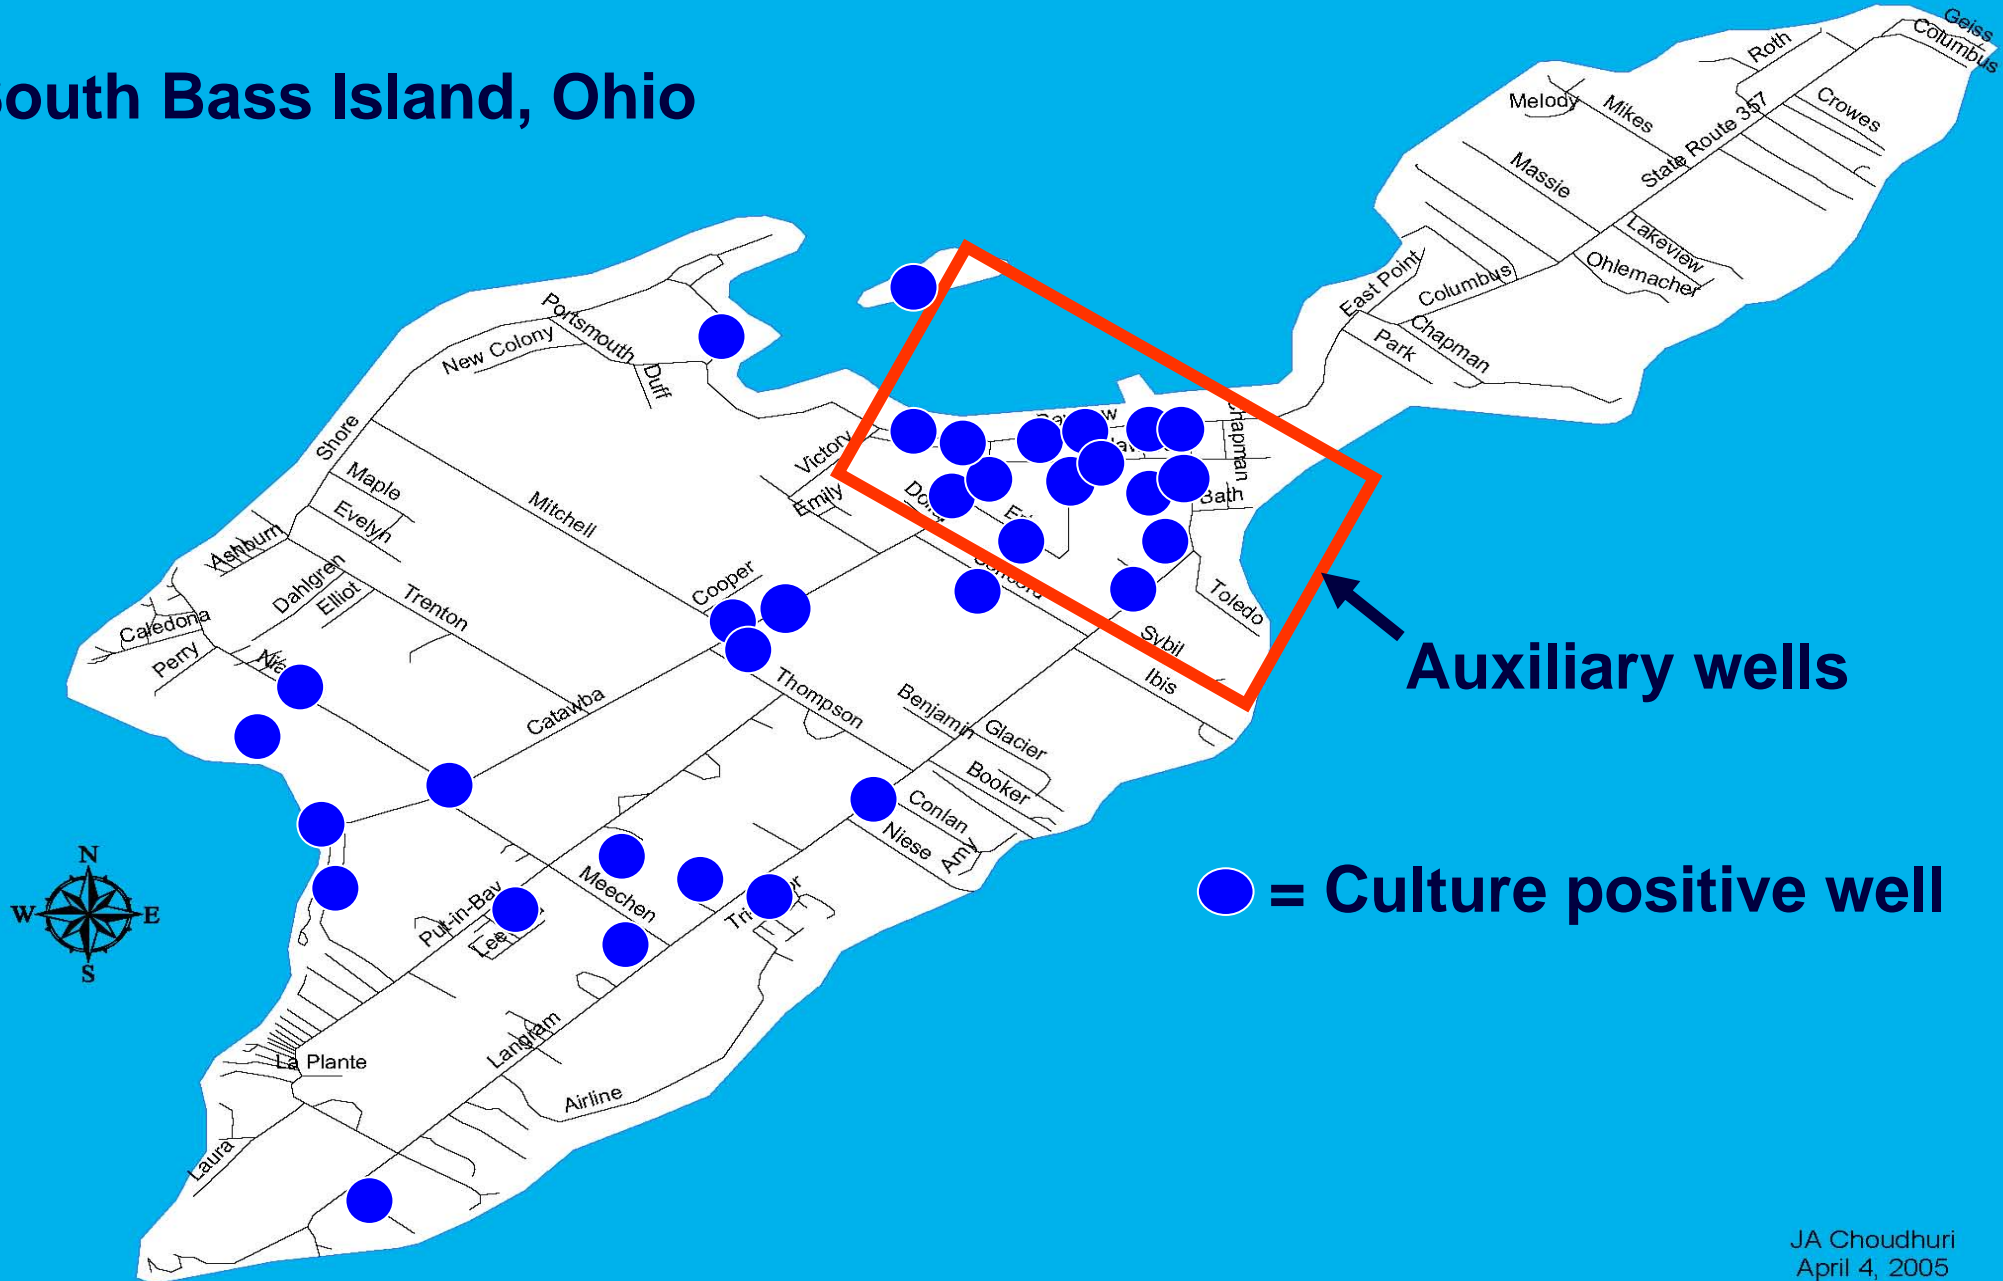 outh Bass Island, Ohio
Geiss
Columbus
Roth
Melody
Mikes
Crowes
State Route 357
Massie
Lakeview
Ohlemacher
East Point
Columbus
Chapman
Park
Portsmouth
New Colony
Duff
Shore
Victory
Chapman
Maple
Mitchell
Emily
Bath
Evelyn
Ashburn
Dahlgren
Elliot
Trenton
Cooper
Toledo
Caledona
Perry
Sybil
Ibis
Auxiliary wells
Catawba
Thompson
Benjamin
Glacier
Booker
Conlan
Niese
Amy
= Culture positive well
N
W
E
S
Meechen
Put-in-Bay
Lee
Langram
La Plante
Airline
Laura
JA Choudhuri
April 4, 2005